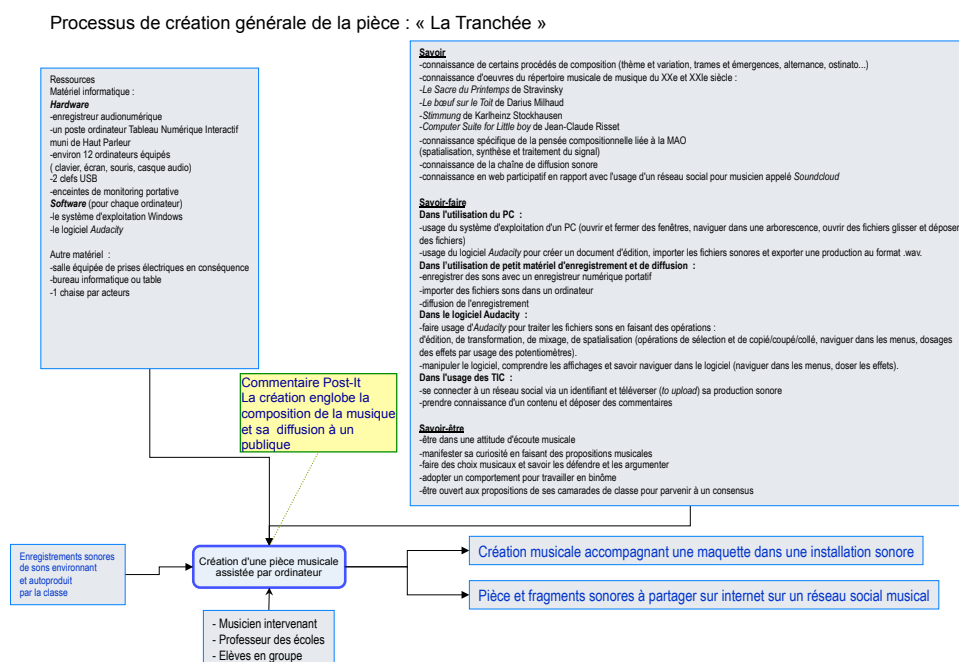 Processus de création générale de la pièce : « La Tranchée »
Ressources
Matériel informatique :
Hardware
-enregistreur audionumérique
-un poste ordinateur Tableau Numérique Interactif
muni de Haut Parleur
-environ 12 ordinateurs équipés
( clavier, écran, souris, casque audio)
-2 clefs USB
-enceintes de monitoring portative
Software (pour chaque ordinateur)
-le système d'exploitation Windows
-le logiciel Audacity
Autre matériel :
-salle équipée de prises électriques en conséquence
-bureau informatique ou table
-1 chaise par acteurs
Savoir
-connaissance de certains procédés de composition (thème et variation, trames et émergences, alternance, ostinato...)
-connaissance d'oeuvres du répertoire musicale de musique du XXe et XXIe siècle :
-Le Sacre du Printemps de Stravinsky
-Le bœuf sur le Toit de Darius Milhaud
-Stimmung de Karlheinz Stockhausen
-Computer Suite for Little boy de Jean-Claude Risset
-connaissance spécifique de la pensée compositionnelle liée à la MAO
(spatialisation, synthèse et traitement du signal)
-connaissance de la chaîne de diffusion sonore
-connaissance en web participatif en rapport avec l'usage d'un réseau social pour musicien appelé Soundcloud
Savoir-faire
Dans l'utilisation du PC :
-usage du système d'exploitation d'un PC (ouvrir et fermer des fenêtres, naviguer dans une arborescence, ouvrir des fichiers glisser et déposer
des fichiers)
-usage du logiciel Audacity pour créer un document d'édition, importer les fichiers sonores et exporter une production au format .wav.
Dans l'utilisation de petit matériel d'enregistrement et de diffusion :
-enregistrer des sons avec un enregistreur numérique portatif
-importer des fichiers sons dans un ordinateur
-diffusion de l'enregistrement
Dans le logiciel Audacity :
-faire usage d'Audacity pour traiter les fichiers sons en faisant des opérations :
d'édition, de transformation, de mixage, de spatialisation (opérations de sélection et de copié/coupé/collé, naviguer dans les menus, dosages
des effets par usage des potentiomètres).
-manipuler le logiciel, comprendre les affichages et savoir naviguer dans le logiciel (naviguer dans les menus, doser les effets).
Dans l'usage des TIC :
-se connecter à un réseau social via un identifiant et téléverser (to upload) sa production sonore
-prendre connaissance d'un contenu et déposer des commentaires
Savoir-être
-être dans une attitude d'écoute musicale
-manifester sa curiosité en faisant des propositions musicales
-faire des choix musicaux et savoir les défendre et les argumenter
-adopter un comportement pour travailler en binôme
-être ouvert aux propositions de ses camarades de classe pour parvenir à un consensus
Commentaire Post-It
La création englobe la
composition de la musique
et sa diffusion à un
publique
Enregistrements sonores
de sons environnant
et autoproduit
par la classe
Création d'une pièce musicale
assistée par ordinateur
Création musicale accompagnant une maquette dans une installation sonore
Pièce et fragments sonores à partager sur internet sur un réseau social musical
- Musicien intervenant
- Professeur des écoles
- Elèves en groupe